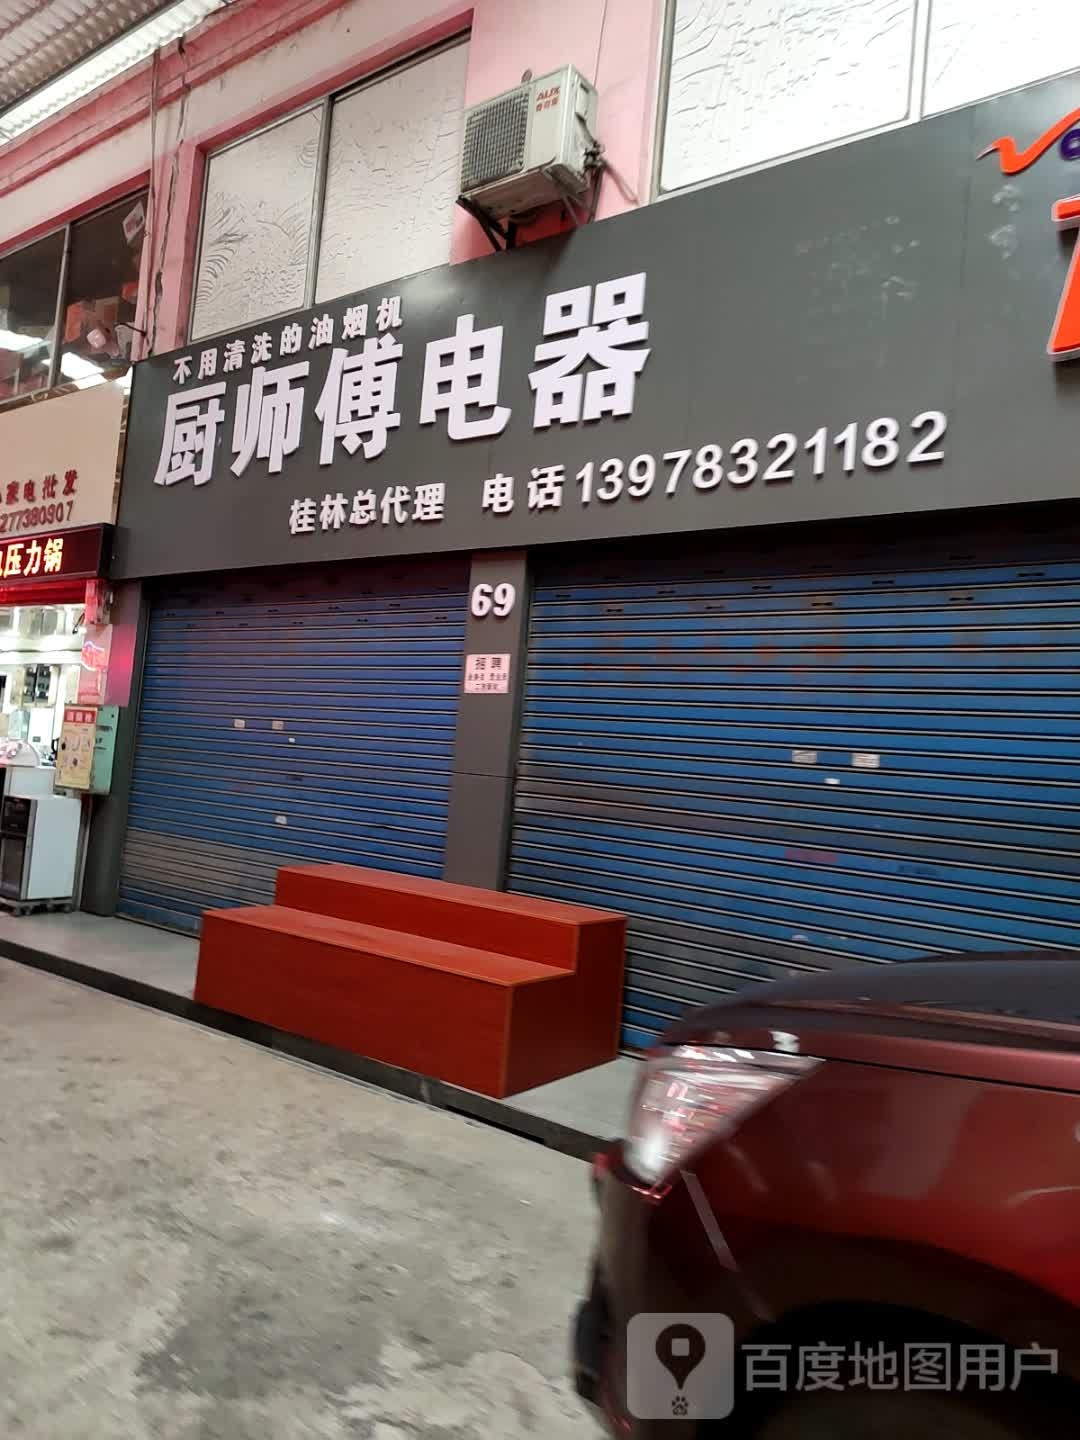 AUX
不用清洗的油烟机
厨师傅电器
桂林总代理 电话13978321182
家电批发
277380907
压力锅
69
招聘
百度地图用户